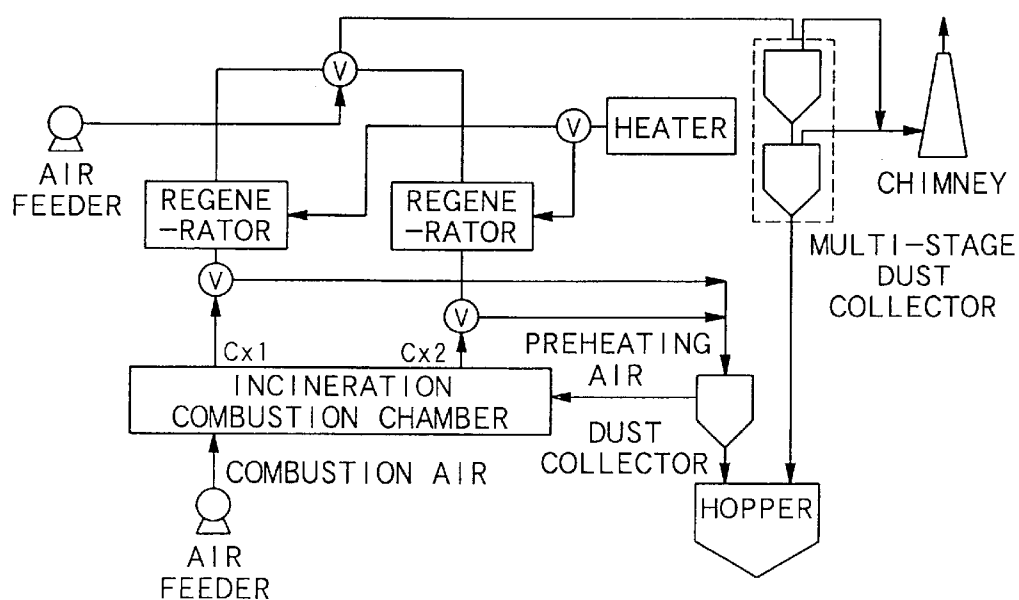 V
V
HEATER
AIR
FEEDER
REGENE
-RATOR
REGENE
-RATOR
CHIMNEY
MULTI-STAGE
DUST
COLLECTOR
V
V
Cx1
Cx2
PREHEATING
AIR
INCINERATION
COMBUSTION CHAMBER
DUST
COLLECTOR
COMBUSTION AIR
HOPPER
AIR
FEEDER